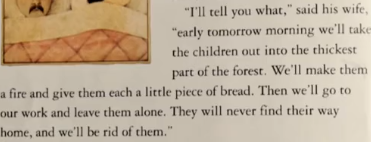 "I'll tell you what," said his wife,
"early tomorrow morning we'll take
the children out into the thickest
part of the forest. We'll make them
a fire and give them each a little piece of bread. Then we'll go to
our work and leave them alone. They will never find their way
home, and we'll be rid of them."